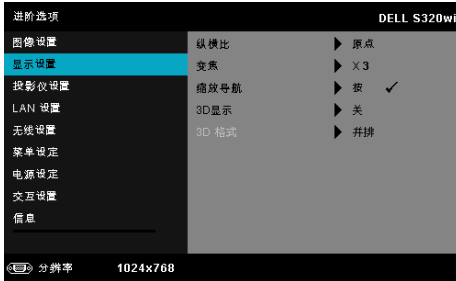 进阶选项 DELL S320wi
图像设置
显示设置
投影仪设置
LAN 设置
无线设置
菜单设定
电源设定
交互设置
信息
纵横比 原点
变焦 X 3
缩放导航 按 ✓
3D显示 关
3D 格式 并排
分辨率 1024x768